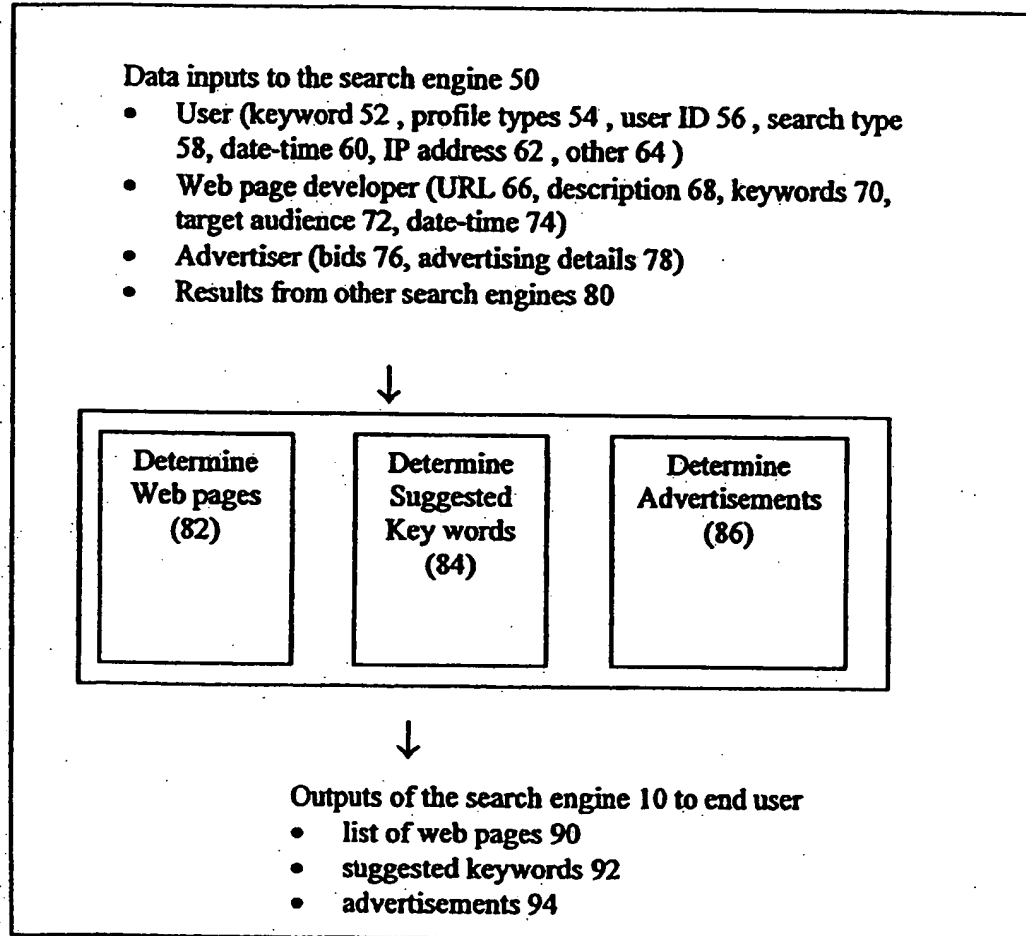 Data inputs to the search engine 50
• User (keyword 52 , profile types 54 , user ID 56 , search type
58, date-time 60, IP address 62 , other 64 )
• Web page developer (URL 66, description 68, keywords 70,
target audience 72, date-time 74)
• Advertiser (bids 76, advertising details 78)
• Results from other search engines 80
↓
Determine
Web pages
(82)
Determine
Suggested
Key words
(84)
Determine
Advertisements
(86)
↓
Outputs of the search engine 10 to end user
• list of web pages 90
• suggested keywords 92
• advertisements 94